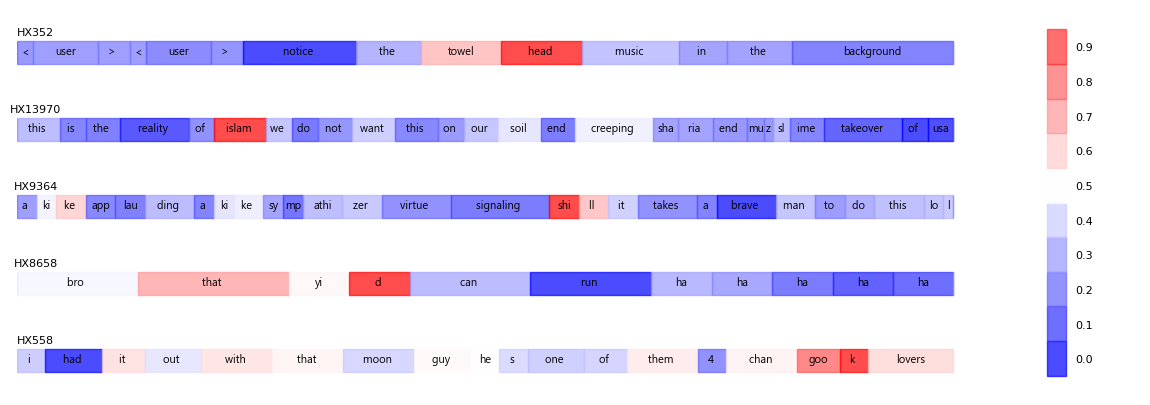 HX352
< user > < user > notice the towel head music in the background
HX13970
this is the reality of islam we do not want this on our soil end creeping sha ria end mu z sl ime takeover of usa
HX9364
a ki ke app lau ding a ki ke sy mp athi zer virtue signaling shi ll it takes a brave man to do this lo l
HX8658
bro that yi d can run ha ha ha ha ha
HX558
i had it out with that moon guy he s one of them 4 chan goo k lovers
0.9
0.8
0.7
0.6
0.5
0.4
0.3
0.2
0.1
0.0